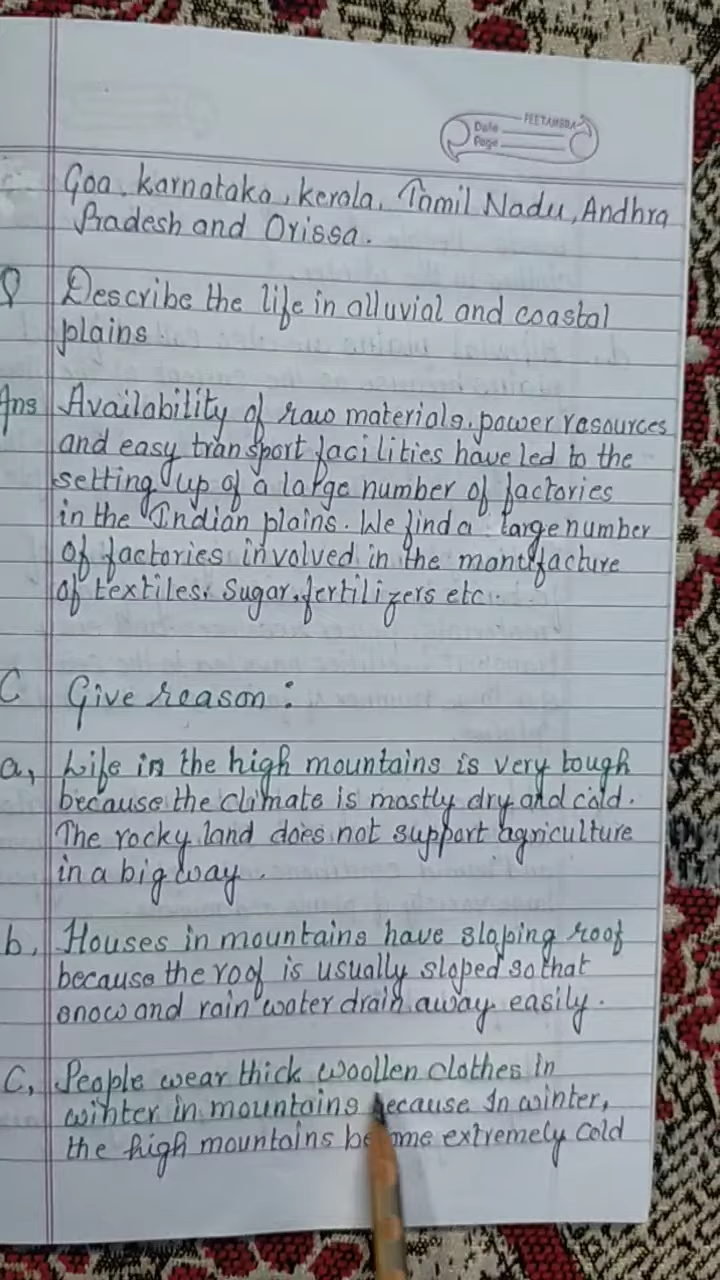 PEETAMBRA
Date
Page
Goa, Karnataka, Kerala, Tamil Nadu, Andhra
Pradesh and Orissa.
Q Describe the life in alluvial and coastal
plains.
Ans Availability of raw materials, power resources
and easy transport facilities have led to the
setting up of a large number of factories
in the Indian plains. We find a large number
of factories involved in the manufacture
of textiles, Sugar, fertilizers etc.
C Give reason :
a, Life in the high mountains is very tough
because the climate is mostly dry and cold.
The rocky land does not support agriculture
in a big way.
b, Houses in mountains have sloping roof
because the roof is usually sloped so that
snow and rain water drain away easily.
C, People wear thick woollen clothes in
winter in mountains because In winter,
the high mountains become extremely cold